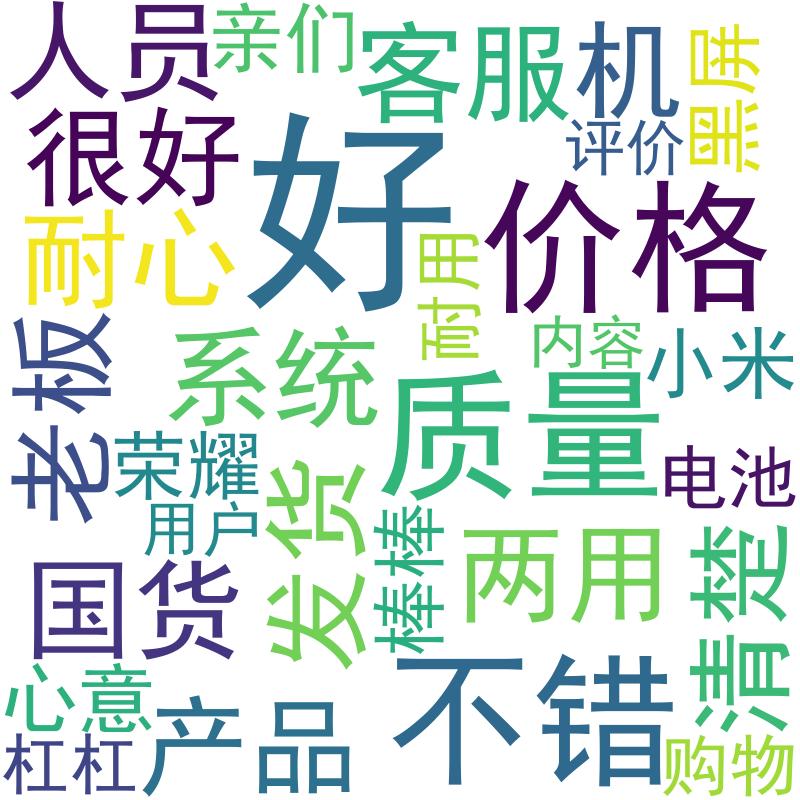 人员
亲们
客服
机
黑屏
很好
好
评价
耐心
价格
耐用
老板
系统
内容
小米
质量
荣耀
电池
用户
发货
棒棒
两用
清楚
国货
心意
产品
不错
杠杠
购物